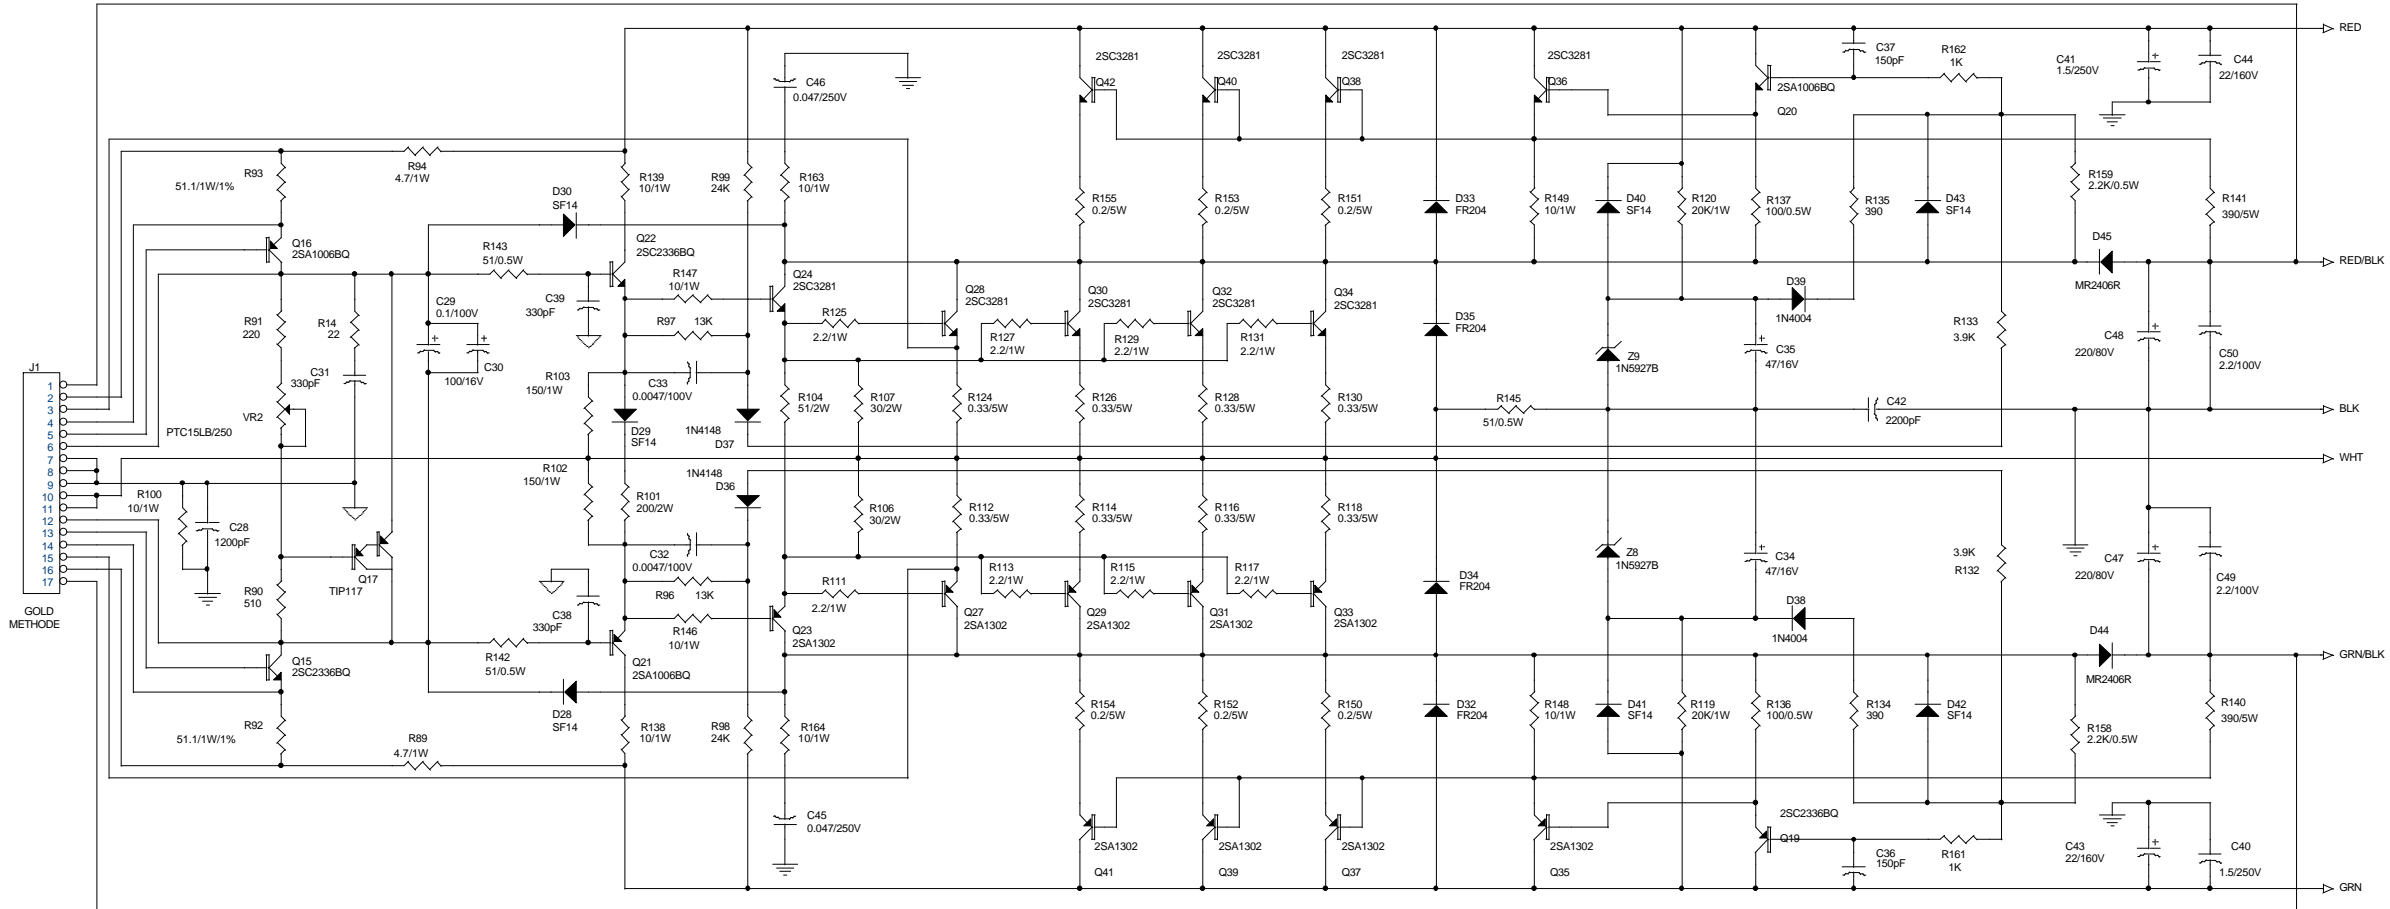 RED
2SC3281
2SC3281
2SC3281
2SC3281
C37
150pF
R162
1K
C41
1.5/250V
+
C44
22/160V
C46
0.047/250V
Q42
Q40
Q38
Q36
2SA1006BQ
Q20
R93
51.1/1W/1%
R94
4.7/1W
R139
10/1W
R99
24K
R163
10/1W
D30
SF14
R155
0.2/5W
R153
0.2/5W
R151
0.2/5W
D33
FR204
R149
10/1W
D40
SF14
R120
20K/1W
R137
100/0.5W
R135
390
D43
SF14
R159
2.2K/0.5W
R141
390/5W
Q16
2SA1006BQ
R143
51/0.5W
Q22
2SC2336BQ
D45
MR2406R
RED/BLK
R147
10/1W
Q24
2SC3281
Q28
2SC3281
Q30
2SC3281
Q32
2SC3281
Q34
2SC3281
D39
1N4004
C29
0.1/100V
+
+
C30
100/16V
C39
330pF
R91
220
R14
22
R97
13K
R125
2.2/1W
R127
2.2/1W
R129
2.2/1W
R131
2.2/1W
D35
FR204
Z9
1N5927B
+
C35
47/16V
R133
3.9K
C48
220/80V
+
C50
2.2/100V
J1
1
2
3
4
5
6
7
8
9
10
11
12
13
14
15
16
17
GOLD
METHODE
330pF
C31
VR2
PTC15LB/250
R103
150/1W
C33
0.0047/100V
D29
SF14
1N4148
D37
R104
51/2W
R107
30/2W
R124
0.33/5W
R126
0.33/5W
R128
0.33/5W
R130
0.33/5W
R145
51/0.5W
C42
2200pF
BLK
WHT
R102
150/1W
R101
200/2W
1N4148
D36
R106
30/2W
R112
0.33/5W
R114
0.33/5W
R116
0.33/5W
R118
0.33/5W
R100
10/1W
C28
1200pF
Q17
TIP117
C32
0.0047/100V
R96
13K
R111
2.2/1W
R113
2.2/1W
R115
2.2/1W
R117
2.2/1W
D34
FR204
Z8
1N5927B
+
C34
47/16V
3.9K
R132
C47
220/80V
+
C49
2.2/100V
R90
510
C38
330pF
R146
10/1W
Q23
2SA1302
Q27
2SA1302
Q29
2SA1302
Q31
2SA1302
Q33
2SA1302
D38
1N4004
Q15
2SC2336BQ
R142
51/0.5W
Q21
2SA1006BQ
D44
MR2406R
GRN/BLK
R92
51.1/1W/1%
R89
4.7/1W
D28
SF14
R138
10/1W
R98
24K
R164
10/1W
R154
0.2/5W
R152
0.2/5W
R150
0.2/5W
D32
FR204
R148
10/1W
D41
SF14
R119
20K/1W
R136
100/0.5W
R134
390
D42
SF14
R158
2.2K/0.5W
R140
390/5W
C45
0.047/250V
2SA1302
Q41
2SA1302
Q39
2SA1302
Q37
2SA1302
Q35
2SC2336BQ
Q19
C36
150pF
R161
1K
C43
22/160V
+
C40
1.5/250V
GRN